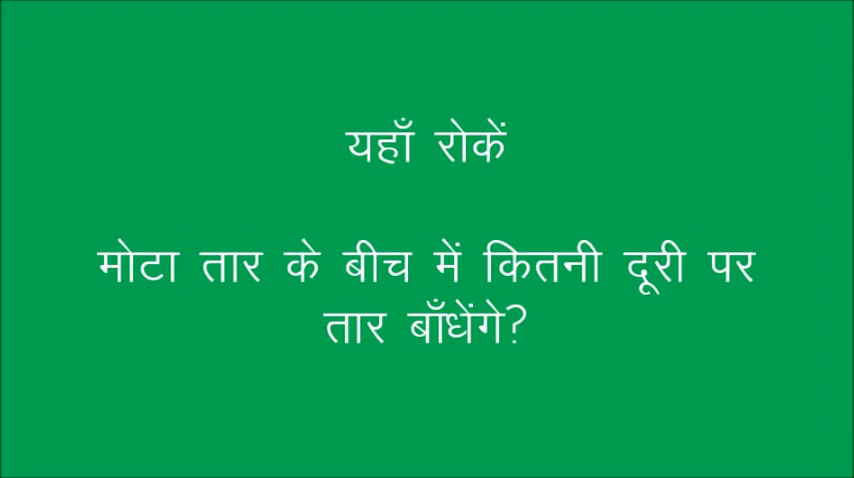 यहाँ रोकें
मोटा तार के बीच में कितनी दूरी पर
तार बाँधेंगे?